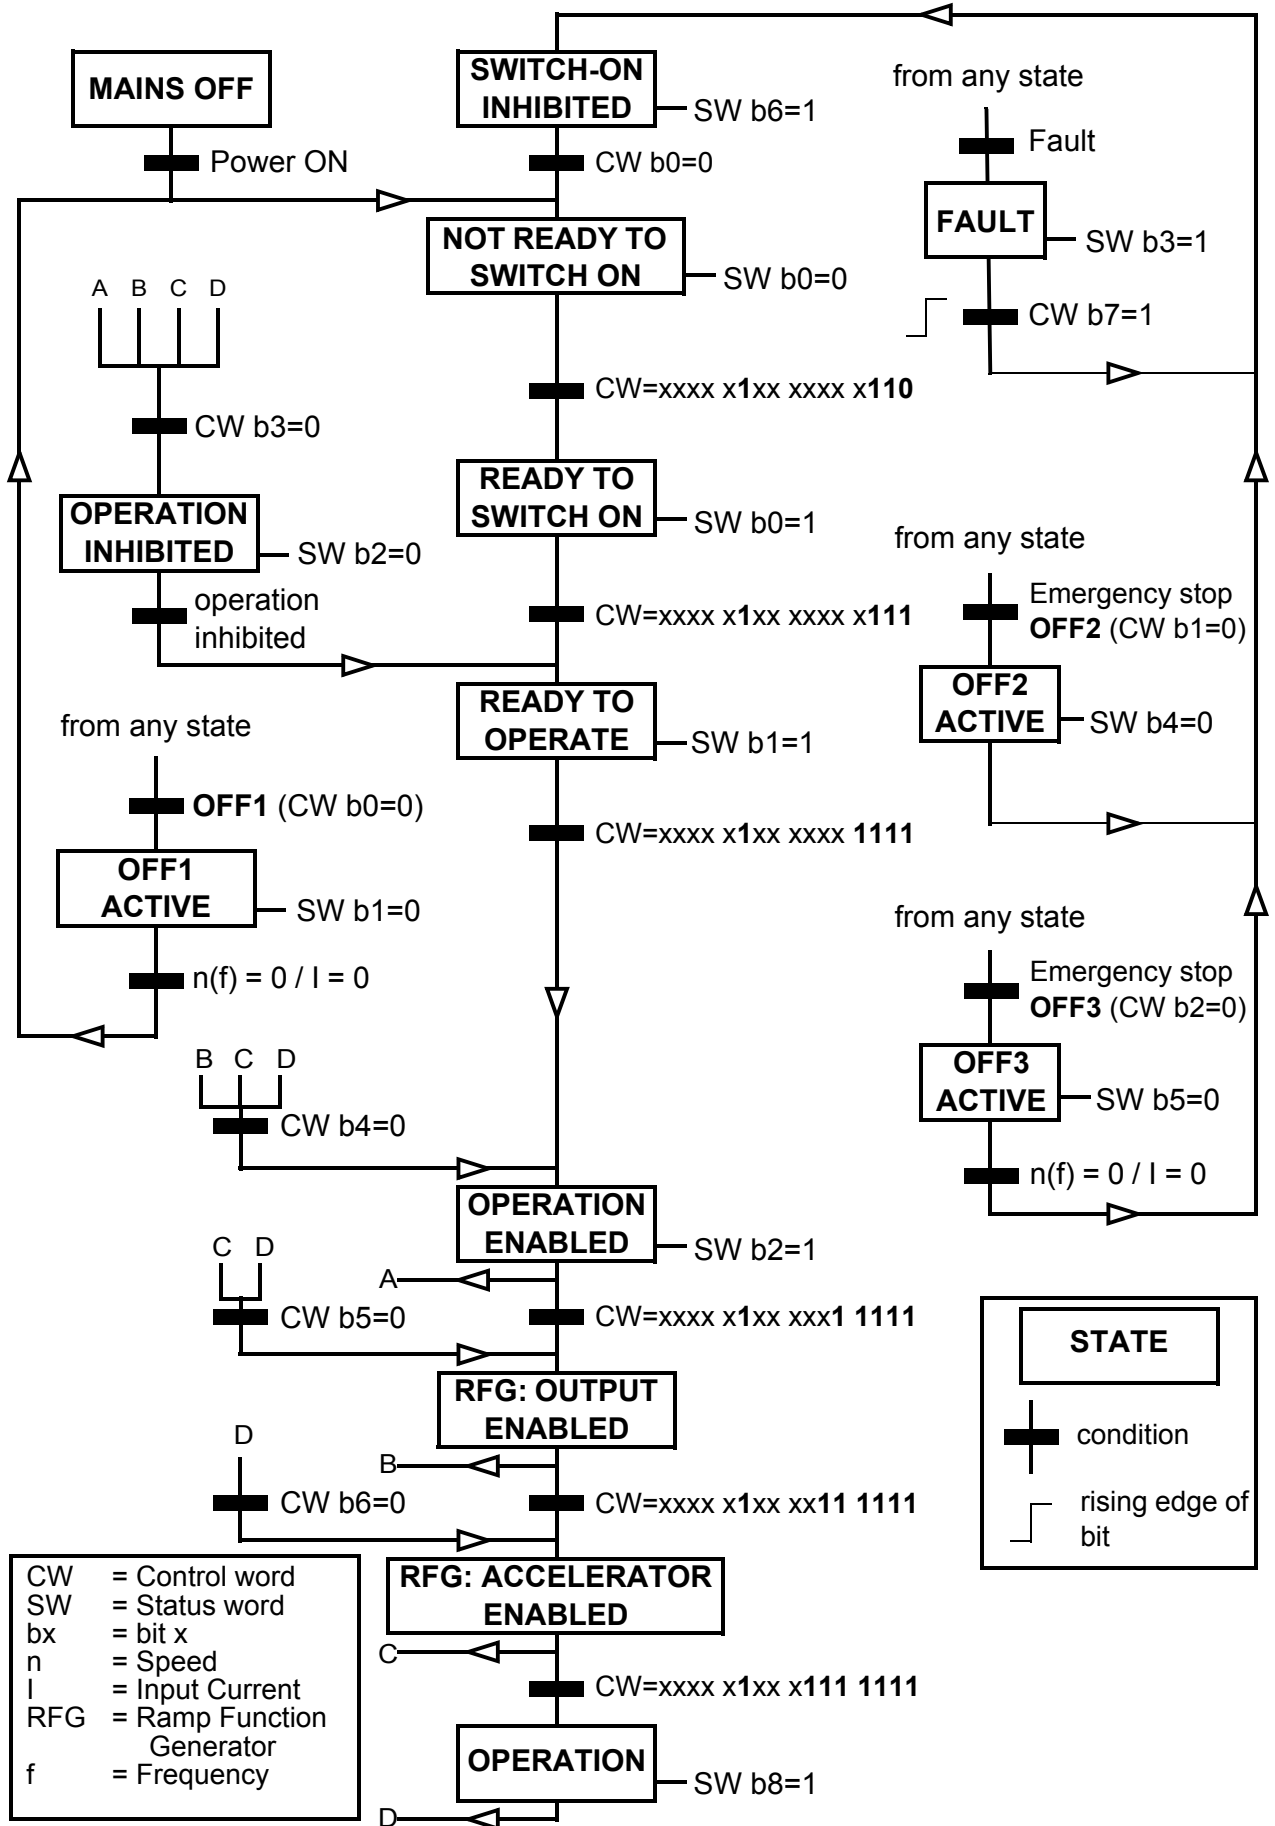 MAINS OFF
Power ON
SWITCH-ON
INHIBITED
SW b6=1
CW b0=0
from any state
Fault
FAULT
SW b3=1
CW b7=1
NOT READY TO
SWITCH ON
SW b0=0
A B C D
CW b3=0
OPERATION
INHIBITED
SW b2=0
operation
inhibited
CW=xxxx x1xx xxxx x110
READY TO
SWITCH ON
SW b0=1
CW=xxxx x1xx xxxx x111
from any state
Emergency stop
OFF2 (CW b1=0)
OFF2
ACTIVE
SW b4=0
READY TO
OPERATE
SW b1=1
CW=xxxx x1xx xxxx 1111
from any state
OFF1 (CW b0=0)
OFF1
ACTIVE
SW b1=0
n(f) = 0 / I = 0
from any state
Emergency stop
OFF3 (CW b2=0)
OFF3
ACTIVE
SW b5=0
n(f) = 0 / I = 0
B C D
CW b4=0
OPERATION
ENABLED
SW b2=1
A
C D
CW b5=0
CW=xxxx x1xx xxx1 1111
RFG: OUTPUT
ENABLED
B
D
CW b6=0
CW=xxxx x1xx xx11 1111
RFG: ACCELERATOR
ENABLED
C
CW=xxxx x1xx x111 1111
OPERATION
SW b8=1
D
STATE
condition
rising edge of
bit
CW = Control word
SW = Status word
bx = bit x
n = Speed
I = Input Current
RFG = Ramp Function
Generator
f = Frequency